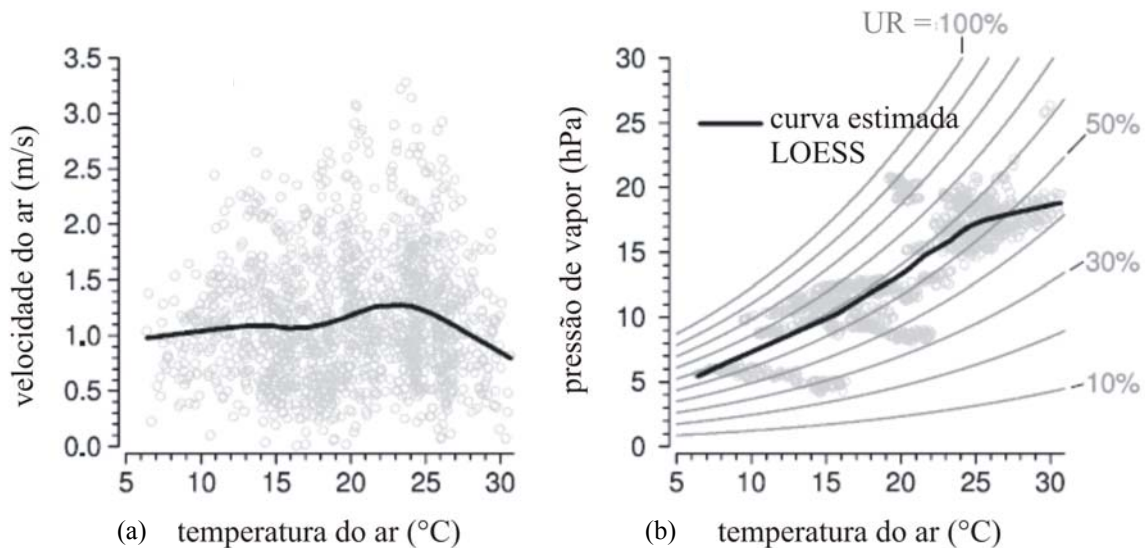 UR = 100%
3.5
3.0
2.5
2.0
1.5
1.0
0.5
0.0
velocidade do ar (m/s)
5 10 15 20 25 30
(a) temperatura do ar (°C)
30
25
20
15
10
5
0
pressão de vapor (hPa)
curva estimada
LOESS
50%
30%
10%
5 10 15 20 25 30
(b) temperatura do ar (°C)